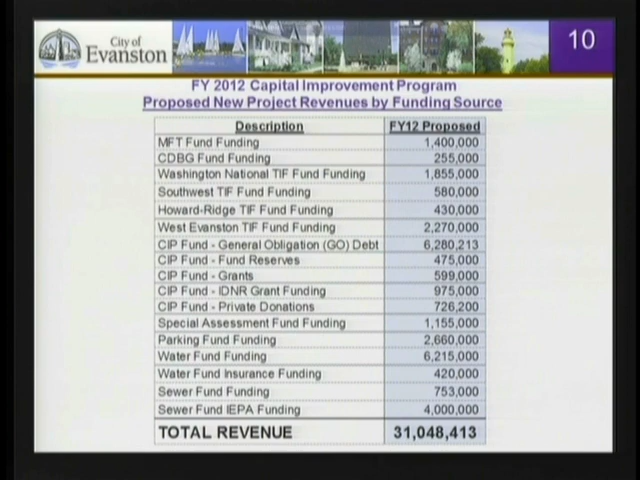 City of
Evanston
10
FY 2012 Capital Improvement Program
Proposed New Project Revenues by Funding Source
Description FY12 Proposed
MFT Fund Funding 1,400,000
CDBG Fund Funding 255,000
Washington National TIF Fund Funding 1,855,000
Southwest TIF Fund Funding 580,000
Howard-Ridge TIF Fund Funding 430,000
West Evanston TIF Fund Funding 2,270,000
CIP Fund - General Obligation (GO) Debt 6,280,213
CIP Fund - Fund Reserves 475,000
CIP Fund - Grants 599,000
CIP Fund - IDNR Grant Funding 975,000
CIP Fund - Private Donations 726,200
Special Assessment Fund Funding 1,155,000
Parking Fund Funding 2,660,000
Water Fund Funding 6,215,000
Water Fund Insurance Funding 420,000
Sewer Fund Funding 753,000
Sewer Fund IEPA Funding 4,000,000
TOTAL REVENUE 31,048,413